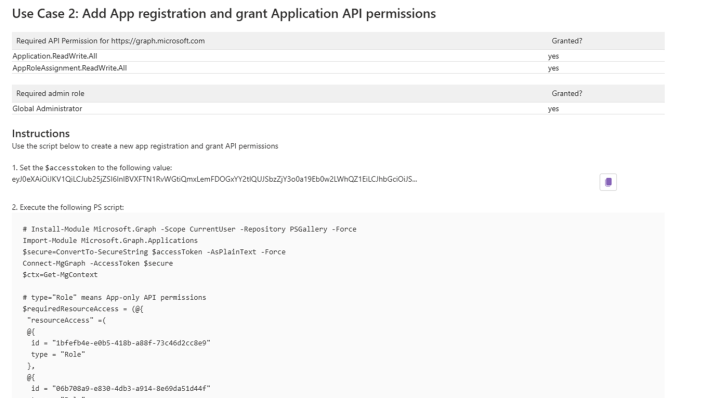 Use Case 2: Add App registration and grant Application API permissions
Required API Permission for https://graph.microsoft.com Granted?
Application.ReadWrite.All yes
AppRoleAssignment.ReadWrite.All yes
Required admin role Granted?
Global Administrator yes
Instructions
Use the script below to create a new app registration and grant API permissions
1. Set the $accesstoken to the following value:
2. Execute the following PS script:
# Install-Module Microsoft.Graph -Scope CurrentUser -Repository PSGallery -Force
Import-Module Microsoft.Graph.Applications
$secure=ConvertTo-SecureString $accessToken -AsPlainText -Force
Connect-MgGraph -AccessToken $secure
$ctx=Get-MgContext
# type="Role" means App-only API permissions
$requiredResourceAccess = (@{
"resourceAccess" =(
@{
id = "1bfefb4e-e0b5-418b-a88f-73c46d2cc8e9"
type = "Role"
},
@{
id = "06b708a9-e830-4db3-a914-8e69da51d44f"